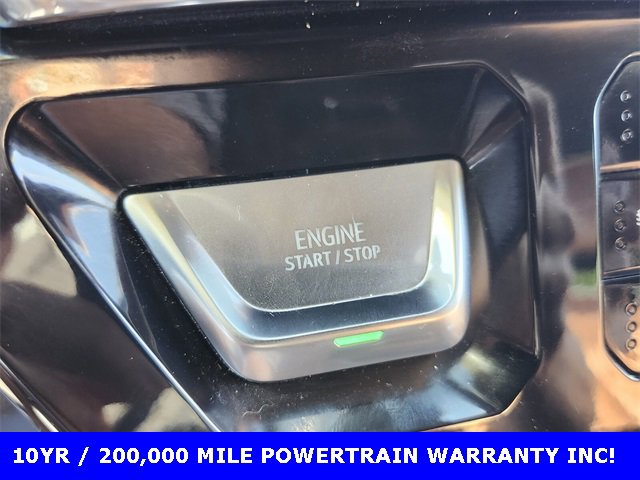 ENGINE
START / STOP
10YR / 200,000 MILE POWERTRAIN WARRANTY INC!